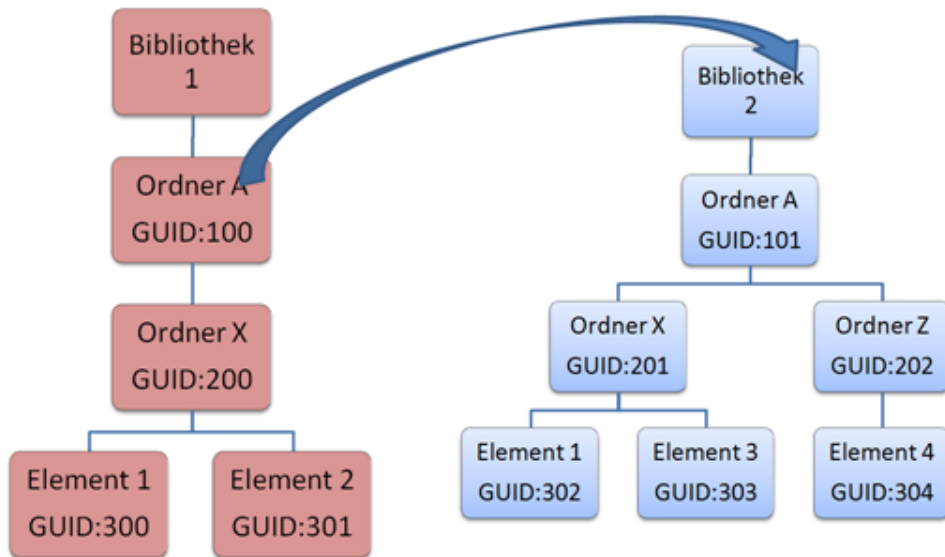 Bibliothek
1
Ordner A
GUID:100
Ordner X
GUID:200
Element 1
GUID:300
Element 2
GUID:301
Bibliothek
2
Ordner A
GUID:101
Ordner X
GUID:201
Ordner Z
GUID:202
Element 1
GUID:302
Element 3
GUID:303
Element 4
GUID:304